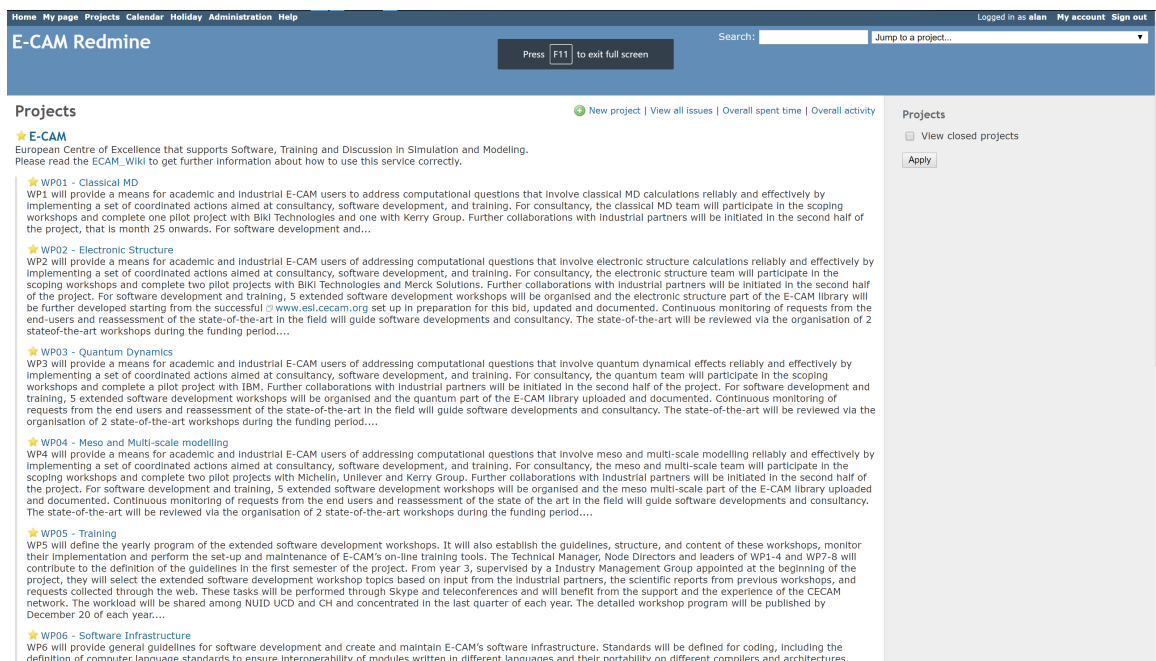 Home My page Projects Calendar Holiday Administration Help
Logged in as alan My account Sign out
E-CAM Redmine
Search:
Jump to a project...
Press F11 to exit full screen
Projects
New project | View all issues | Overall spent time | Overall activity
E-CAM
European Centre of Excellence that supports Software, Training and Discussion in Simulation and Modeling.
Please read the ECAM_Wiki to get further information about how to use this service correctly.
WP01 - Classical MD
WP1 will provide a means for academic and industrial E-CAM users to address computational questions that involve classical MD calculations reliably and effectively by
implementing a set of coordinated actions aimed at consultancy, software development, and training. For consultancy, the classical MD team will participate in the scoping
workshops and complete one pilot project with Biki Technologies and one with Kerry Group. Further collaborations with industrial partners will be initiated in the second half of
the project, that is month 25 onwards. For software development and...
WP02 - Electronic Structure
WP2 will provide a means for academic and industrial E-CAM users of addressing computational questions that involve electronic structure calculations reliably and effectively by
implementing a set of coordinated actions aimed at consultancy, software development, and training. For consultancy, the electronic structure team will participate in the
scoping workshops and complete two pilot projects with BiKi Technologies and Merck Solutions. Further collaborations with industrial partners will be initiated in the second half
of the project. For software development and training, 5 extended software development workshops will be organised and the electronic structure part of the E-CAM library will
be further developed starting from the successful www.esl.cecam.org set up in preparation for this bid, updated and documented. Continuous monitoring of requests from the
end-users and reassessment of the state-of-the-art in the field will guide software developments and consultancy. The state-of-the-art will be reviewed via the organisation of 2
stateof-the-art workshops during the funding period....
WP03 - Quantum Dynamics
WP3 will provide a means for academic and industrial E-CAM users of addressing computational questions that involve quantum dynamical effects reliably and effectively by
implementing a set of coordinated actions aimed at consultancy, software development, and training. For consultancy, the quantum team will participate in the scoping
workshops and complete a pilot project with IBM. Further collaborations with industrial partners will be initiated in the second half of the project. For software development and
training, 5 extended software development workshops will be organised and the quantum part of the E-CAM library uploaded and documented. Continuous monitoring of
requests from the end users and reassessment of the state-of-the-art in the field will guide software developments and consultancy. The state-of-the-art will be reviewed via the
organisation of 2 state-of-the-art workshops during the funding period....
WP04 - Meso and Multi-scale modelling
WP4 will provide a means for academic and industrial E-CAM users of addressing computational questions that involve meso and multi-scale modelling reliably and effectively by
implementing a set of coordinated actions aimed at consultancy, software development, and training. For consultancy, the meso and multi-scale team will participate in the
scoping workshops and complete two pilot projects with Michelin, Unilever and Kerry Group. Further collaborations with industrial partners will be initiated in the second half of
the project. For software development and training, 5 extended software development workshops will be organised and the meso multi-scale part of the E-CAM library uploaded
and documented. Continuous monitoring of requests from the end users and reassessment of the state of the art in the field will guide software developments and consultancy.
The state-of-the-art will be reviewed via the organisation of 2 state-of-the-art workshops during the funding period....
WP05 - Training
WP5 will define the yearly program of the extended software development workshops. It will also establish the guidelines, structure, and content of these workshops, monitor
their implementation and perform the set-up and maintenance of E-CAM's on-line training tools. The Technical Manager, Node Directors and leaders of WP1-4 and WP7-8 will
contribute to the definition of the guidelines in the first semester of the project. From year 3, supervised by a Industry Management Group appointed at the beginning of the
project, they will select the extended software development workshop topics based on input from the industrial partners, the scientific reports from previous workshops, and
requests collected through the web. These tasks will be performed through Skype and teleconferences and will benefit from the support and the experience of the CECAM
network. The workload will be shared among NUID UCD and CH and concentrated in the last quarter of each year. The detailed workshop program will be published by
December 20 of each year....
WP06 - Software Infrastructure
WP6 will provide general guidelines for software development and create and maintain E-CAM's software infrastructure. Standards will be defined for coding, including the
definition of computer language standards to ensure interoperability of modules written in different languages and their portability on different compilers and architectures.
Projects
View closed projects
Apply